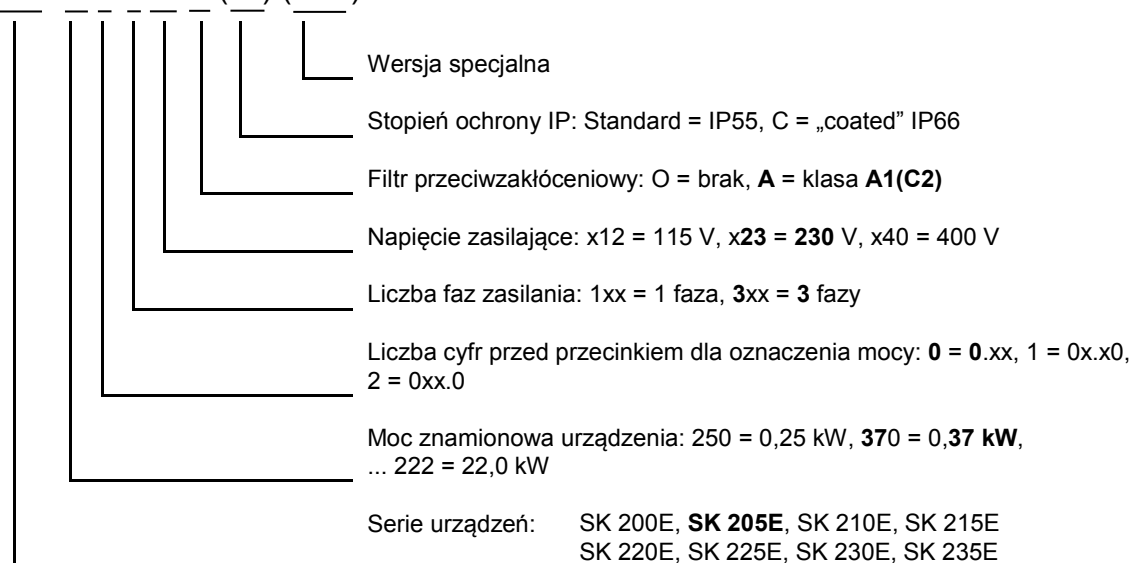 Wersja specjalna
Stopień ochrony IP: Standard = IP55, C = „coated” IP66
Filtr przeciwzakłóceniowy: O = brak, A = klasa A1(C2)
Napięcie zasilające: x12 = 115 V, x23 = 230 V, x40 = 400 V
Liczba faz zasilania: 1xx = 1 faza, 3xx = 3 fazy
Liczba cyfr przed przecinkiem dla oznaczenia mocy: 0 = 0.xx, 1 = 0x.x0,
2 = 0xx.0
Moc znamionowa urządzenia: 250 = 0,25 kW, 370 = 0,37 kW,
... 222 = 22,0 kW
Serie urządzeń: SK 200E, SK 205E, SK 210E, SK 215E
SK 220E, SK 225E, SK 230E, SK 235E